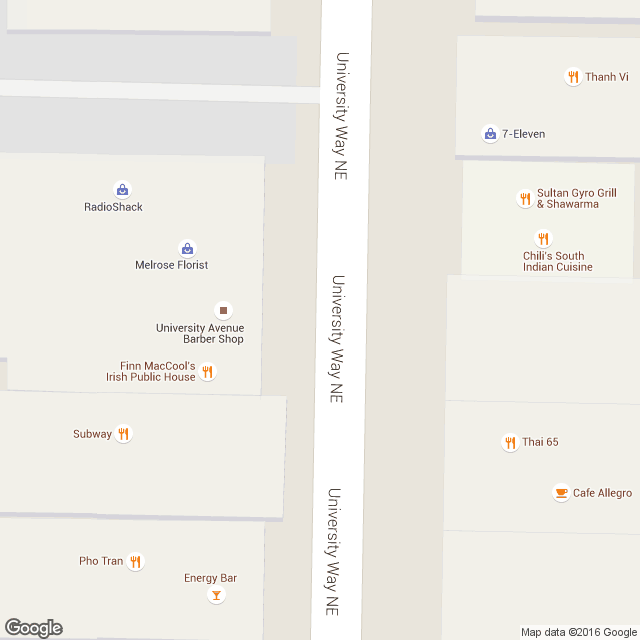 University Way NE
Thanh Vi
7-Eleven
RadioShack
Sultan Gyro Grill
& Shawarma
Melrose Florist
Chili's South
Indian Cuisine
University Way NE
University Avenue
Barber Shop
Finn MacCool's
Irish Public House
Subway
Thai 65
Cafe Allegro
University Way NE
Pho Tran
Energy Bar
Google
Map data ©2016 Google